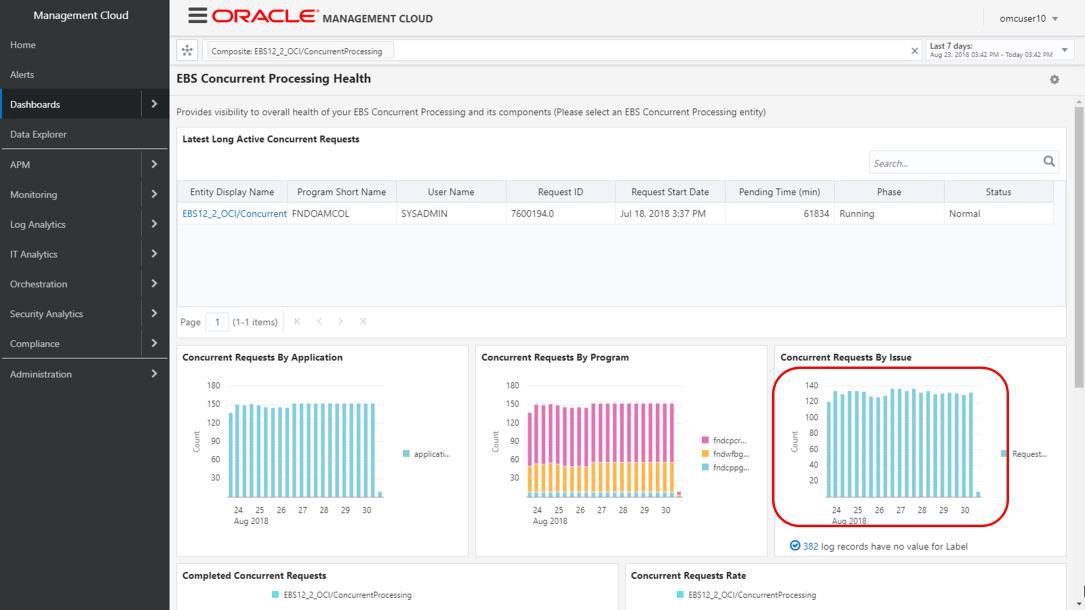 Management Cloud
Home
Alerts
Dashboards
Data Explorer
APM
Monitoring
Log Analytics
IT Analytics
Orchestration
Security Analytics
Compliance
Administration
ORACLE MANAGEMENT CLOUD
omcuser10
Composite: EBS12_2_OCI/ConcurrentProcessing
Last 7 days:
Aug 23, 2018 03:42 PM - Today 03:42 PM
EBS Concurrent Processing Health
Provides visibility to overall health of your EBS Concurrent Processing and its components (Please select an EBS Concurrent Processing entity)
Latest Long Active Concurrent Requests
Search...
Entity Display Name Program Short Name User Name Request ID Request Start Date Pending Time (min) Phase Status
EBS12_2_OCI/Concurrent FNDOAMCOL SYSADMIN 7600194.0 Jul 18, 2018 3:37 PM 61834 Running Normal
Page 1 (1-1 items)
Concurrent Requests By Application
180
150
120
90
60
30
Count
24 25 26 27 28 29 30
Aug 2018
applicati...
Concurrent Requests By Program
180
150
120
90
60
30
Count
24 25 26 27 28 29 30
Aug 2018
fndcpcr...
fndwfbg...
fndcppg...
Concurrent Requests By Issue
140
120
100
80
60
40
20
Count
24 25 26 27 28 29 30
Aug 2018
Request...
382 log records have no value for Label
Completed Concurrent Requests
EBS12_2_OCI/ConcurrentProcessing
Concurrent Requests Rate
EBS12_2_OCI/ConcurrentProcessing